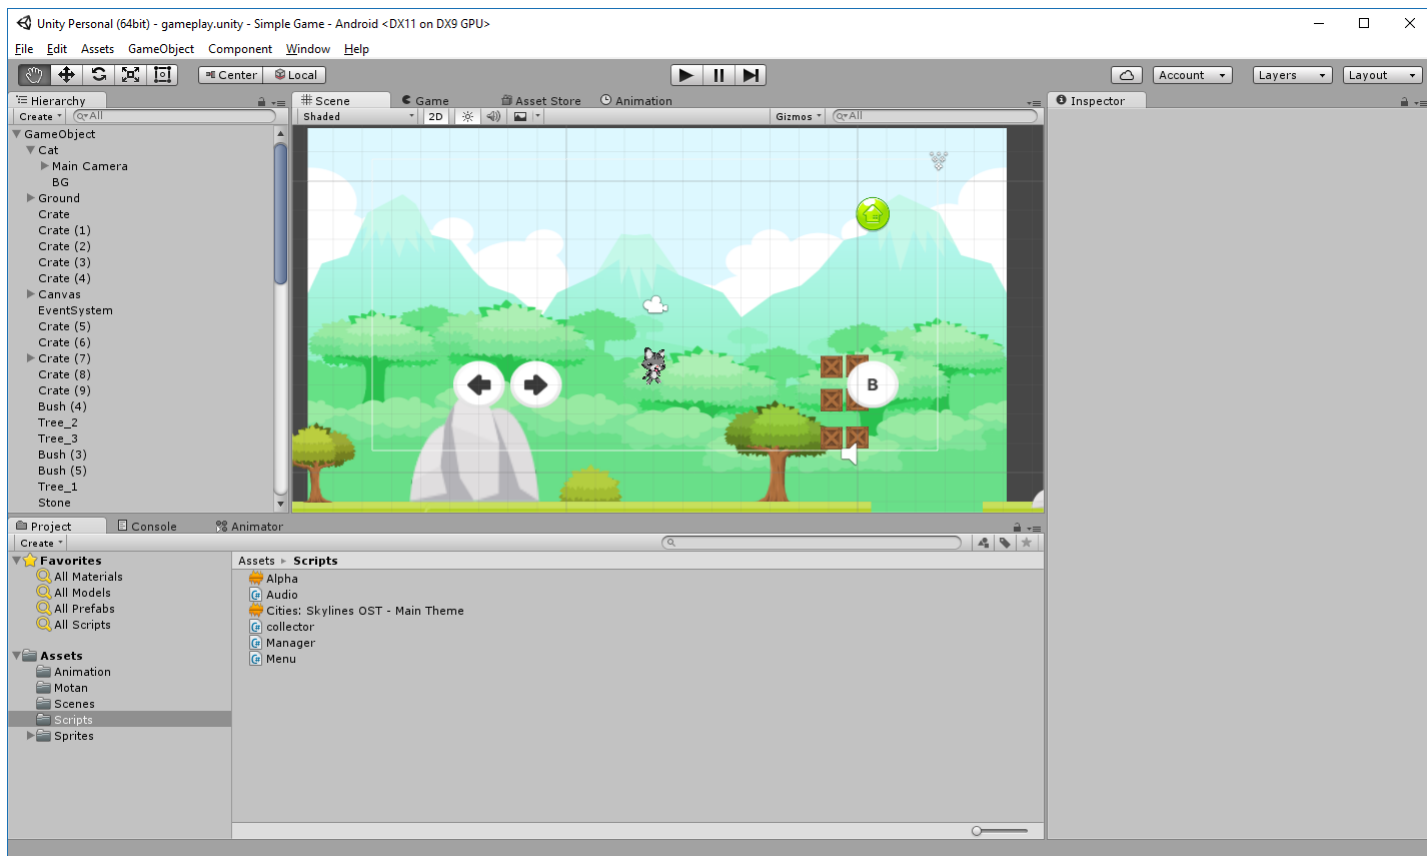 Unity Personal (64bit) - gameplay.unity - Simple Game - Android <DX11 on DX9 GPU>
File Edit Assets GameObject Component Window Help
Center Local Account Layers Layout
Hierarchy
Create All
GameObject
Cat
Main Camera
BG
Ground
Crate
Crate (1)
Crate (2)
Crate (3)
Crate (4)
Canvas
EventSystem
Crate (5)
Crate (6)
Crate (7)
Crate (8)
Crate (9)
Bush (4)
Tree_2
Tree_3
Bush (3)
Bush (5)
Tree_1
Stone
Scene Game Asset Store Animation
Shaded 2D Gizmos All
B
Inspector
Project Console Animator
Create
Favorites
All Materials
All Models
All Prefabs
All Scripts
Assets
Animation
Motan
Scenes
Scripts
Sprites
Assets Scripts
Alpha
Audio
Cities: Skylines OST - Main Theme
collector
Manager
Menu